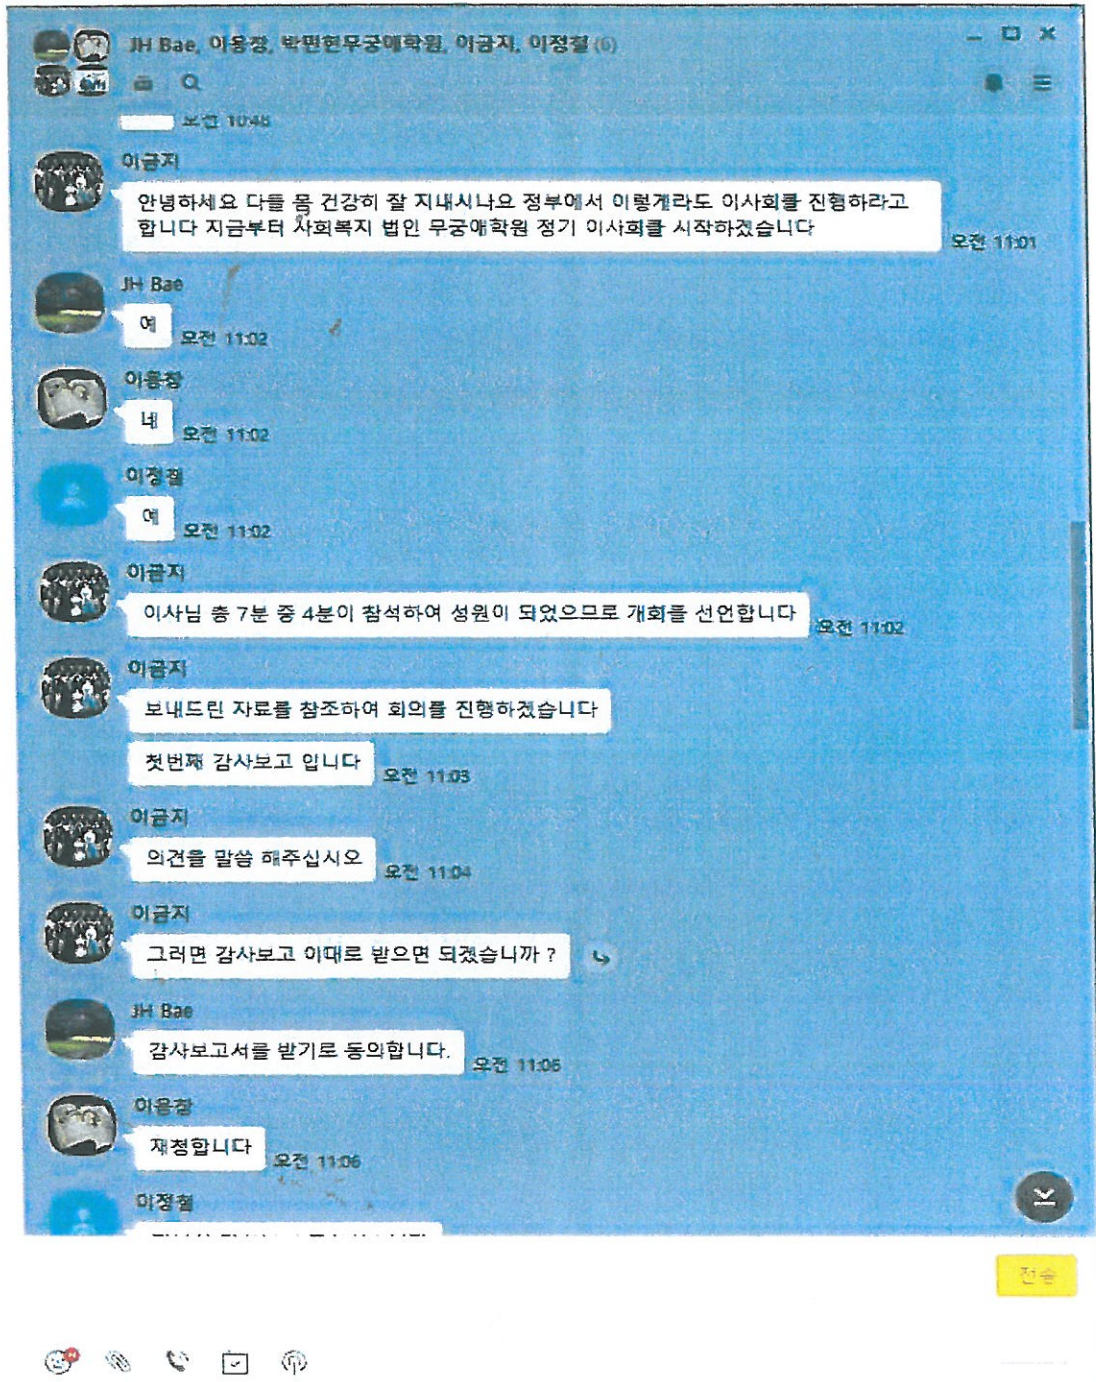 JH Bae, 이용창, 박민현무궁애학원, 이금지, 이정철 (6)
오전 10:48
이금지
안녕하세요 다들 몸 건강히 잘 지내시나요 정부에서 이렇게라도 이사회를 진행하라고
합니다 지금부터 사회복지 법인 무궁애학원 정기 이사회를 시작하겠습니다
오전 11:01
JH Bae
예
오전 11:02
이용창
네
오전 11:02
이정철
예
오전 11:02
이금지
이사님 총 7분 중 4분이 참석하여 성원이 되었으므로 개회를 선언합니다
오전 11:02
이금지
보내드린 자료를 참조하여 회의를 진행하겠습니다
첫번째 감사보고 입니다
오전 11:03
이금지
의견을 말씀 해주십시오
오전 11:04
이금지
그러면 감사보고 이대로 받으면 되겠습니까 ?
JH Bae
감사보고서를 받기로 동의합니다.
오전 11:06
이용창
재청합니다
오전 11:06
이정철
전송